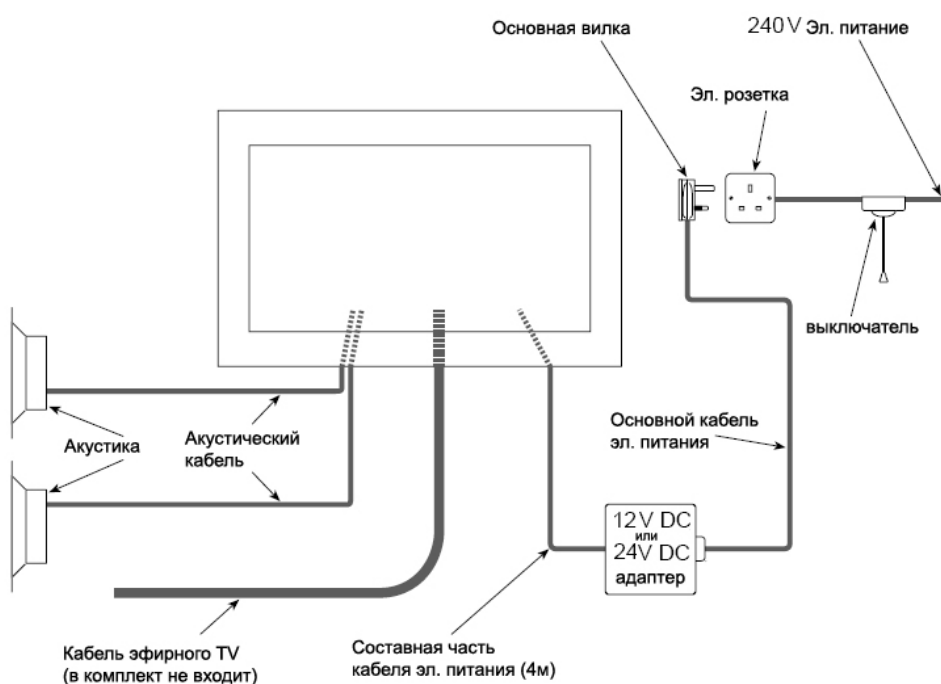 Основная вилка
240V Эл. питание
Эл. розетка
выключатель
Основной кабель
эл. питания
Акустика
Акустический
кабель
12V DC
или
24V DC
адаптер
Кабель эфирного TV
(в комплект не входит)
Составная часть
кабеля эл. питания (4м)